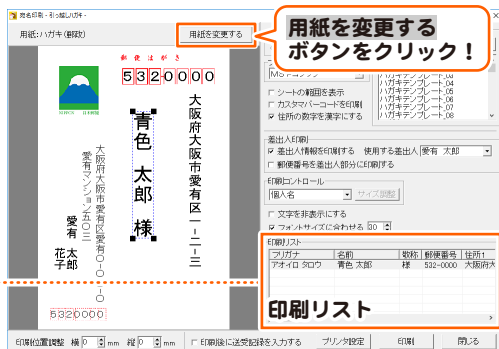 宛名印刷 - 引っ越しハガキ -
用紙:ハガキ(郵政)
用紙を変更する
用紙を変更する
ボタンをクリック！
郵便はがき
532-0000
大阪府大阪市愛有区一-二-三
青色 太郎 様
大阪府大阪市愛有区〇-〇-〇
愛有マンション五〇三
愛有 太郎
花子
5320000
ハガキテンプレート_03
ハガキテンプレート_04
ハガキテンプレート_05
ハガキテンプレート_06
ハガキテンプレート_07
ハガキテンプレート_08
シートの範囲を表示
カスタマバーコードを印刷
住所の数字を漢字にする
差出人印刷
差出人情報を印刷する 使用する差出人 愛有 太郎
郵便番号を差出人部分に印刷する
印刷コントロール
個人名
サイズ調整
文字を非表示にする
フォントサイズに合わせる 00
印刷リスト
フリガナ 名前 敬称 郵便番号 住所1
アオイロ タロウ 青色 太郎 様 532-0000 大阪府大
印刷リスト
印刷位置調整 横 0 mm 縦 0 mm
印刷後に送受記録を入力する
プリンタ設定
印刷
閉じる